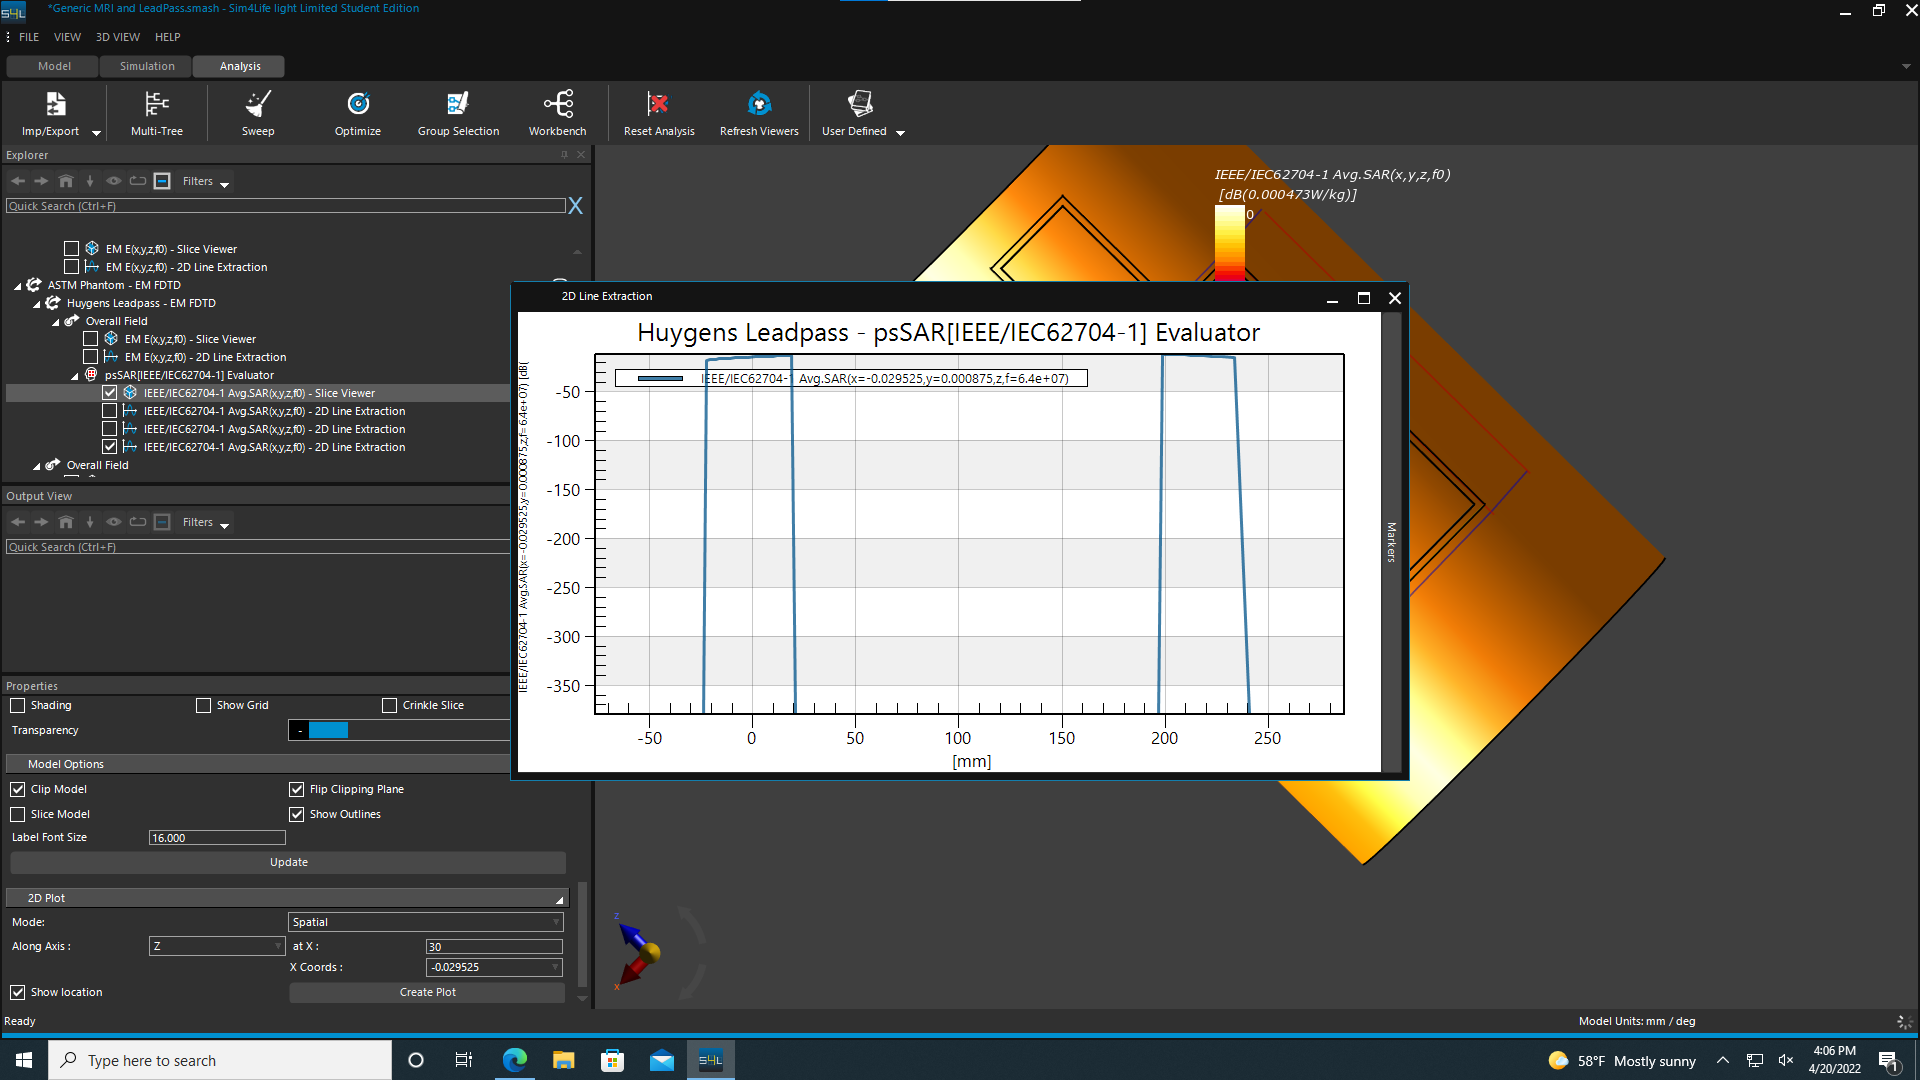 S4L *Generic MRI and LeadPass.smash - Sim4Life light Limited Student Edition
FILE VIEW 3D VIEW HELP
Model Simulation Analysis
Imp/Export Multi-Tree Sweep Optimize Group Selection Workbench Reset Analysis Refresh Viewers User Defined
Explorer
Filters
Quick Search (Ctrl+F) X
EM E(x,y,z,f0) - Slice Viewer
EM E(x,y,z,f0) - 2D Line Extraction
ASTM Phantom - EM FDTD
Huygens Leadpass - EM FDTD
Overall Field
EM E(x,y,z,f0) - Slice Viewer
EM E(x,y,z,f0) - 2D Line Extraction
psSAR[IEEE/IEC62704-1] Evaluator
IEEE/IEC62704-1 Avg.SAR(x,y,z,f0) - Slice Viewer
IEEE/IEC62704-1 Avg.SAR(x,y,z,f0) - 2D Line Extraction
IEEE/IEC62704-1 Avg.SAR(x,y,z,f0) - 2D Line Extraction
IEEE/IEC62704-1 Avg.SAR(x,y,z,f0) - 2D Line Extraction
Overall Field
Output View
Filters
Quick Search (Ctrl+F)
Properties
Shading Show Grid Crinkle Slice
Transparency -
Model Options
Clip Model Flip Clipping Plane
Slice Model Show Outlines
Label Font Size 16.000
Update
2D Plot
Mode: Spatial
Along Axis : Z at X : 30
X Coords : -0.029525
Show location Create Plot
IEEE/IEC62704-1 Avg.SAR(x,y,z,f0)
[dB(0.000473W/kg)]
0
2D Line Extraction
Huygens Leadpass - psSAR[IEEE/IEC62704-1] Evaluator
IEEE/IEC62704-1 Avg.SAR(x=-0.029525,y=0.000875,z,f=6.4e+07)
IEEE/IEC62704-1 Avg.SAR(x=-0.029525,y=0.000875,z,f=6.4e+07) [dB(
-50
-100
-150
-200
-250
-300
-350
-50 0 50 100 150 200 250
[mm]
Markers
z
x
Ready Model Units: mm / deg
Type here to search S4L 58°F Mostly sunny 4:06 PM
4/20/2022 1